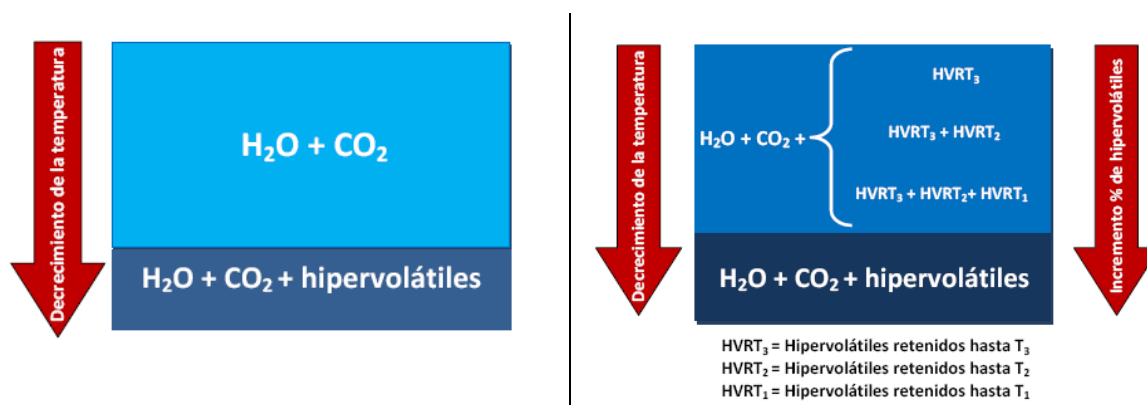 Decrecimiento de la temperatura
H₂O + CO₂
H₂O + CO₂ + hipervolátiles
Decrecimiento de la temperatura
H₂O + CO₂ +
HVRT₃
HVRT₃ + HVRT₂
HVRT₃ + HVRT₂+ HVRT₁
H₂O + CO₂ + hipervolátiles
Incremento % de hipervolátiles
HVRT₃ = Hipervolátiles retenidos hasta T₃
HVRT₂ = Hipervolátiles retenidos hasta T₂
HVRT₁ = Hipervolátiles retenidos hasta T₁